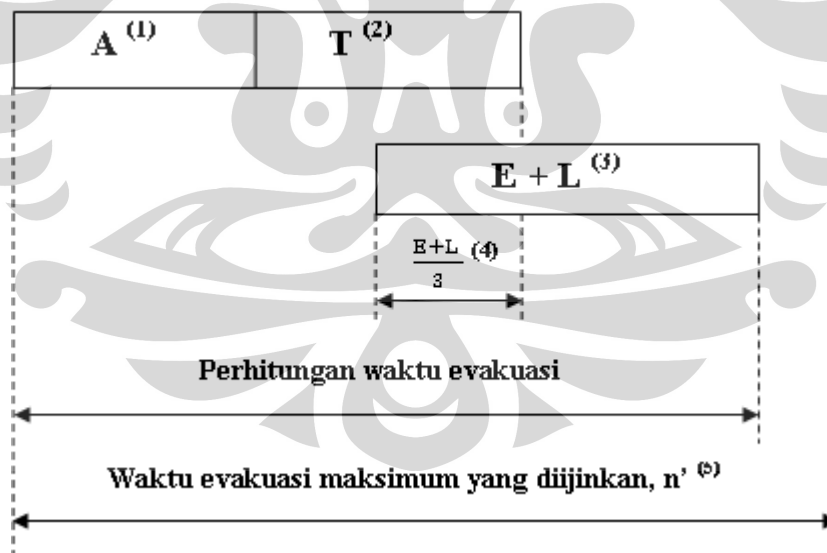 A (1) T (2)
E + L (3)
E+L/3 (4)
Perhitungan waktu evakuasi
Waktu evakuasi maksimum yang diijinkan, n’ (5)